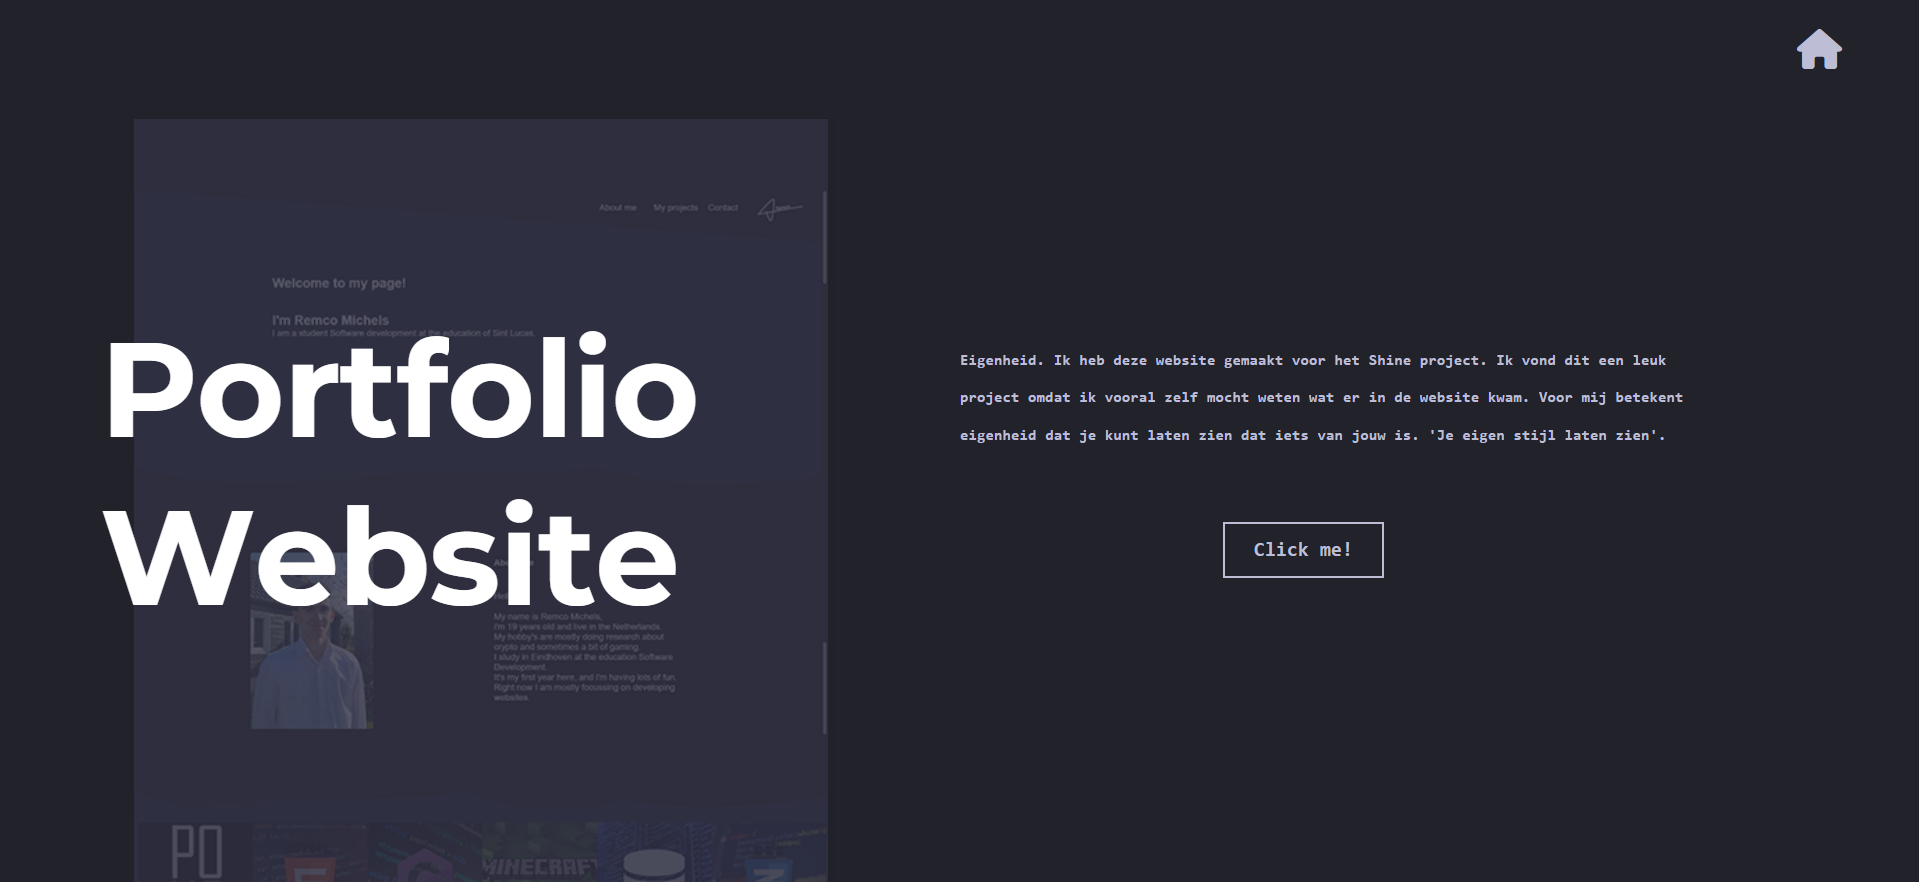 About me My projects Contact
Welcome to my page!
I'm Remco Michels
I am a student Software development at the education of Sint Lucas.
Portfolio
Website
My name is Remco Michels,
I'm 19 years old and live in the Netherlands.
My hobby's are mostly doing research about
crypto and sometimes a bit of gaming.
I study in Eindhoven at the education Software
Development.
It's my first year here, and I'm having lots of fun.
Right now I am mostly focussing on developing
websites.
PO
MINECRAFT
Eigenheid. Ik heb deze website gemaakt voor het Shine project. Ik vond dit een leuk
project omdat ik vooral zelf mocht weten wat er in de website kwam. Voor mij betekent
eigenheid dat je kunt laten zien dat iets van jouw is. 'Je eigen stijl laten zien'.
Click me!